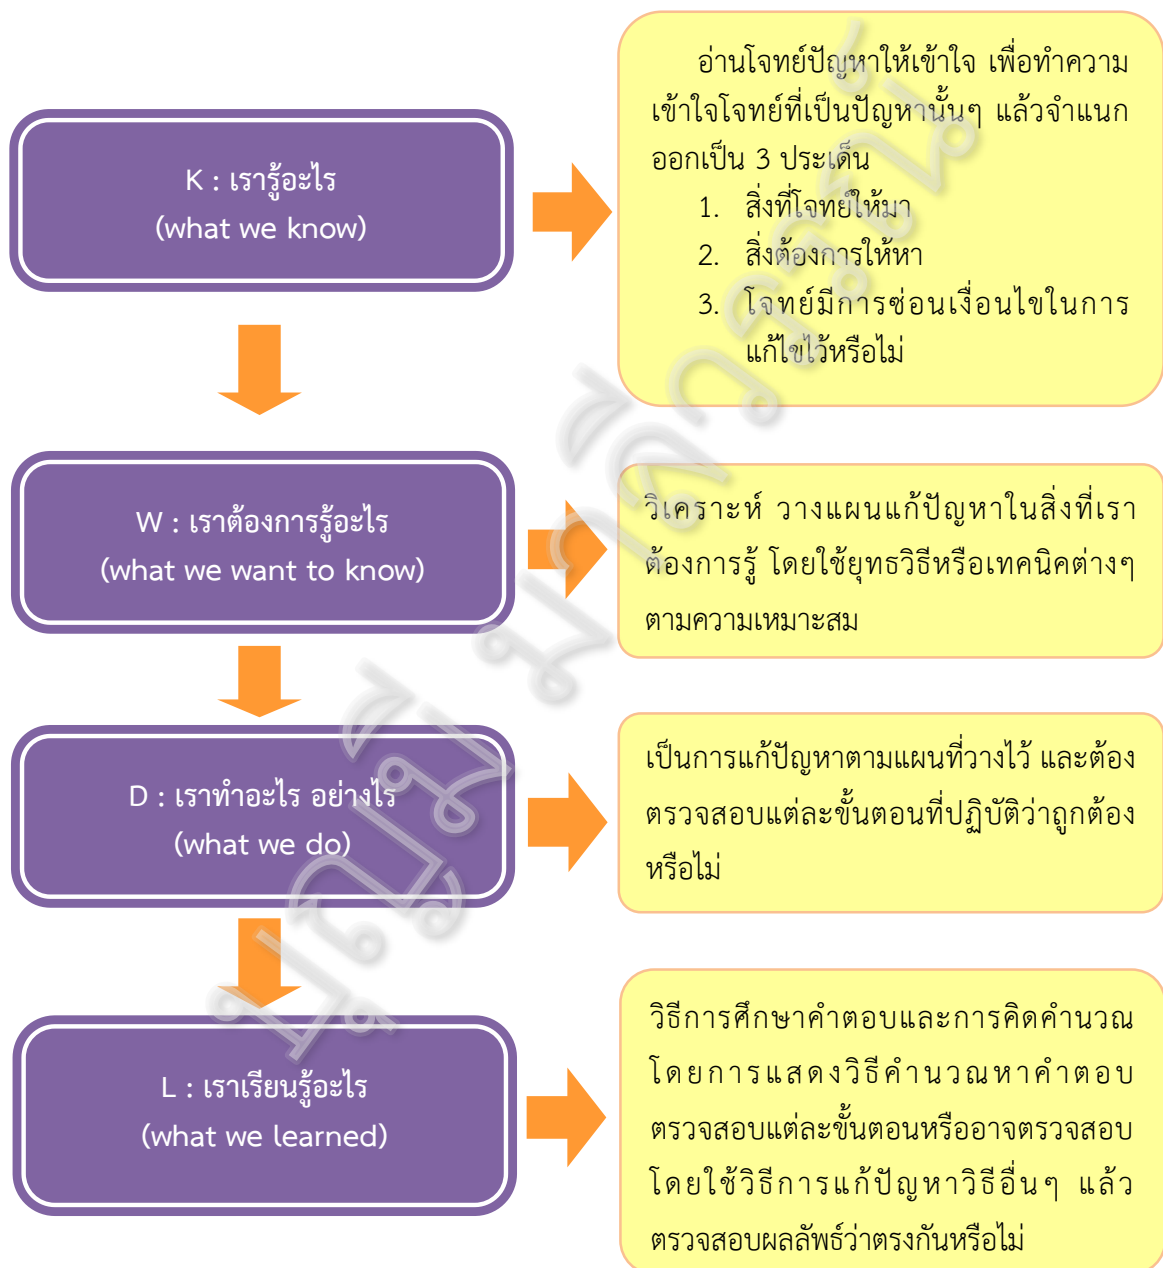 K : เรารู้อะไร
(what we know)
อ่านโจทย์ปัญหาให้เข้าใจ เพื่อทำความ
เข้าใจโจทย์ที่เป็นปัญหานั้นๆ แล้วจำแนก
ออกเป็น 3 ประเด็น
1. สิ่งที่โจทย์ให้มา
2. สิ่งต้องการให้หา
3. โจทย์มีการซ่อนเงื่อนไขในการ
แก้ไขไว้หรือไม่
W : เราต้องการรู้อะไร
(what we want to know)
วิเคราะห์ วางแผนแก้ปัญหาในสิ่งที่เรา
ต้องการรู้ โดยใช้ยุทธวิธีหรือเทคนิคต่างๆ
ตามความเหมาะสม
D : เราทำอะไร อย่างไร
(what we do)
เป็นการแก้ปัญหาตามแผนที่วางไว้ และต้อง
ตรวจสอบแต่ละขั้นตอนที่ปฏิบัติว่าถูกต้อง
หรือไม่
L : เราเรียนรู้อะไร
(what we learned)
วิธีการศึกษาคำตอบและการคิดคำนวณ
โดยการแสดงวิธีคำนวณหาคำตอบ
ตรวจสอบแต่ละขั้นตอนหรืออาจตรวจสอบ
โดยใช้วิธีการแก้ปัญหาวิธีอื่นๆ แล้ว
ตรวจสอบผลลัพธ์ว่าตรงกันหรือไม่